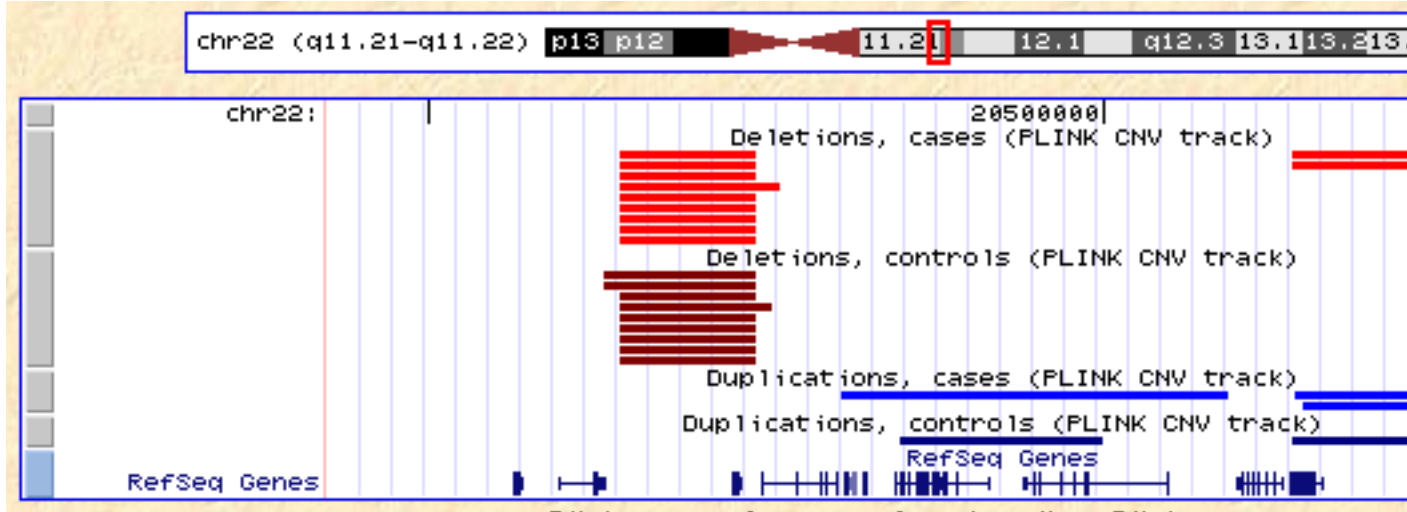 chr22 (q11.21-q11.22) p13 p12 11.21 12.1 q12.3 13.1 13.2 13.
chr22: 20500000|
Deletions, cases (PLINK CNV track)
Deletions, controls (PLINK CNV track)
Duplications, cases (PLINK CNV track)
Duplications, controls (PLINK CNV track)
RefSeq Genes
RefSeq Genes